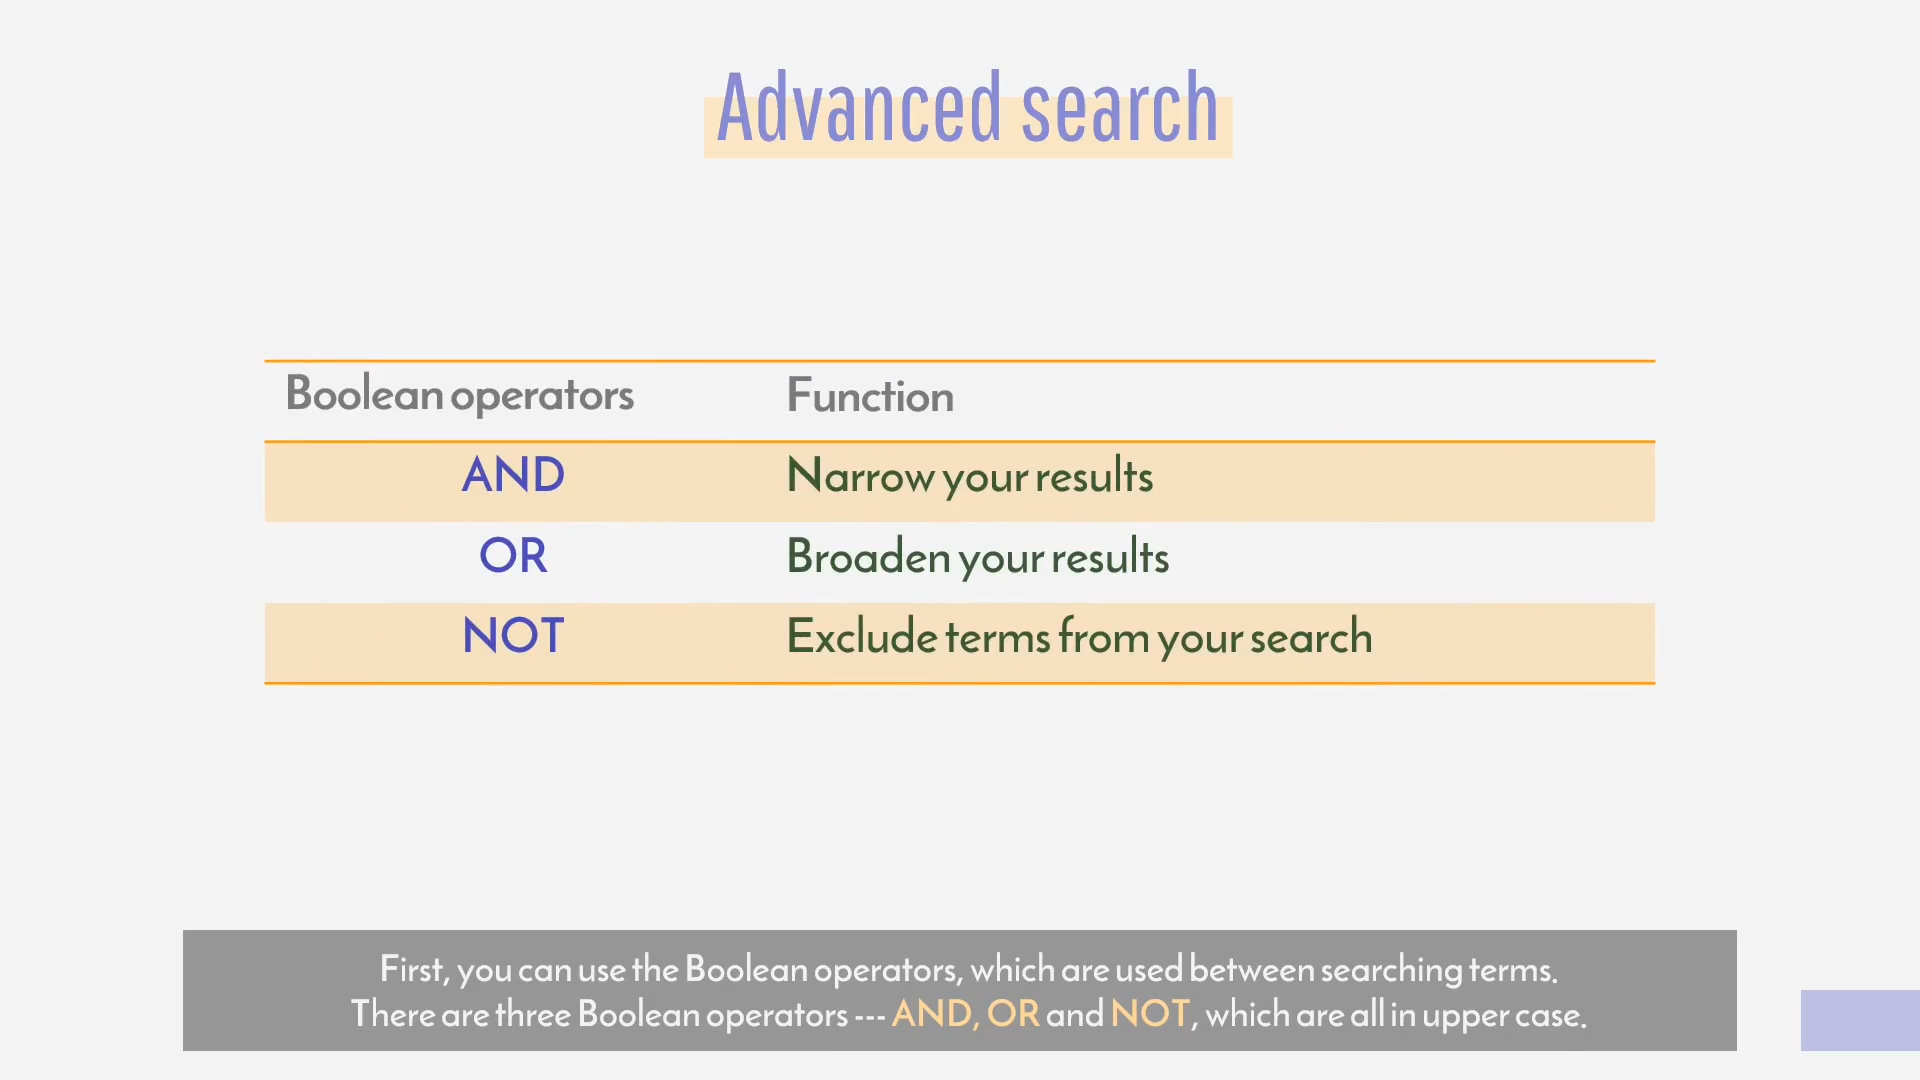 Advanced search
Boolean operators Function
AND Narrow your results
OR Broaden your results
NOT Exclude terms from your search
First, you can use the Boolean operators, which are used between searching terms.
There are three Boolean operators --- AND, OR and NOT, which are all in upper case.